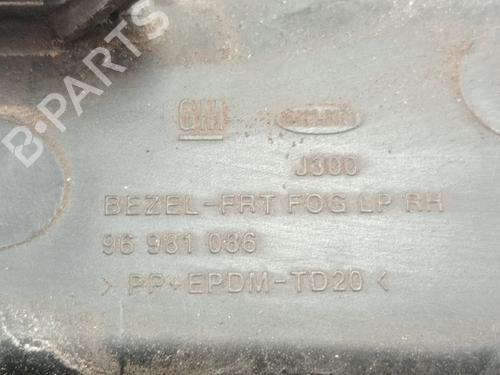 B-PARTS
GM
J300
BEZEL-FRT FOG LP RH
96 981 086
>PP+EPDM-TD20<